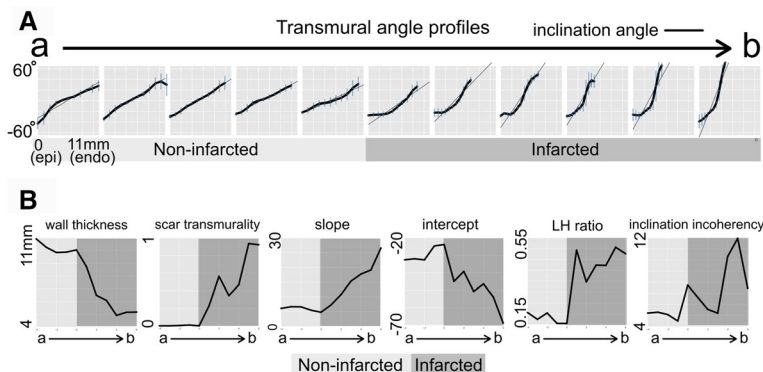 A
Transmural angle profiles
inclination angle
a
b
60°
-60°
0
(epi)
11mm
(endo)
Non-infarcted
Infarcted
B
wall thickness
scar transmurality
slope
intercept
LH ratio
inclination incoherency
11mm
4
1
0
30
0
-20
-70
0.55
0.15
12
4
a b
a b
a b
a b
a b
a b
Non-infarcted
Infarcted